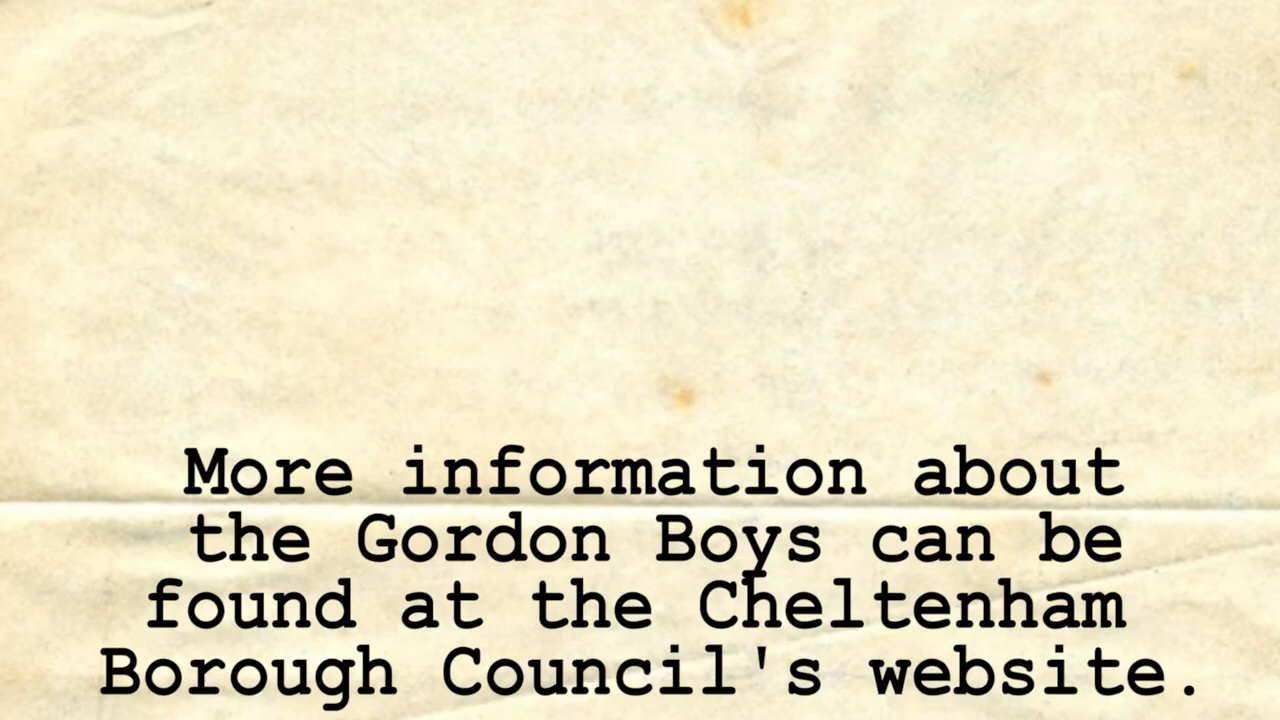 More information about
the Gordon Boys can be
found at the Cheltenham
Borough Council's website.